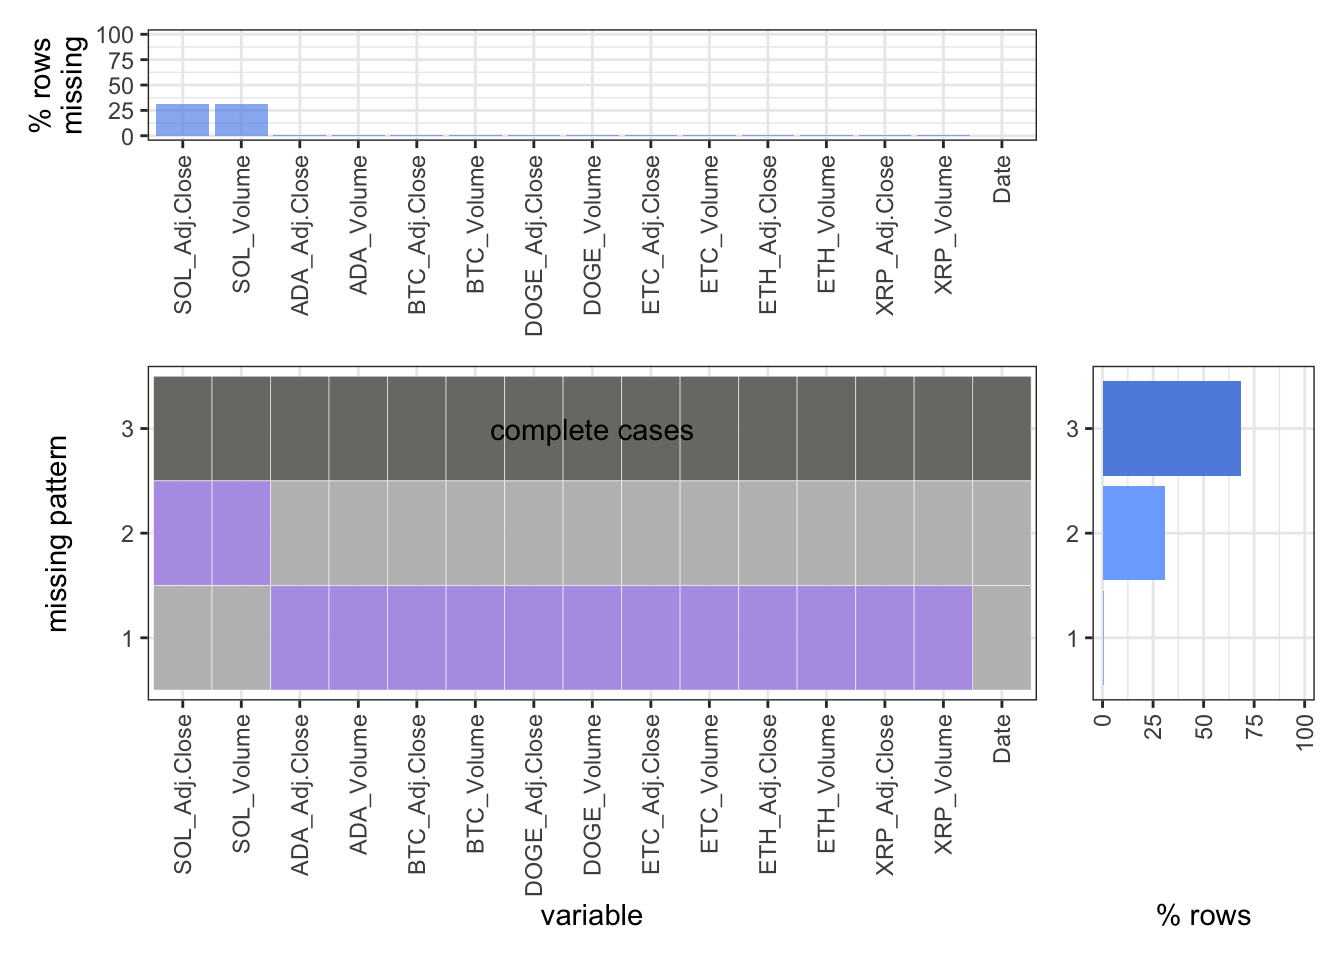 % rows
missing
100
75
50
25
0
SOL_Adj.Close
SOL_Volume
ADA_Adj.Close
ADA_Volume
BTC_Adj.Close
BTC_Volume
DOGE_Adj.Close
DOGE_Volume
ETC_Adj.Close
ETC_Volume
ETH_Adj.Close
ETH_Volume
XRP_Adj.Close
XRP_Volume
Date
missing pattern
3
2
1
complete cases
SOL_Adj.Close
SOL_Volume
ADA_Adj.Close
ADA_Volume
BTC_Adj.Close
BTC_Volume
DOGE_Adj.Close
DOGE_Volume
ETC_Adj.Close
ETC_Volume
ETH_Adj.Close
ETH_Volume
XRP_Adj.Close
XRP_Volume
Date
variable
3
2
1
0
25
50
75
100
% rows